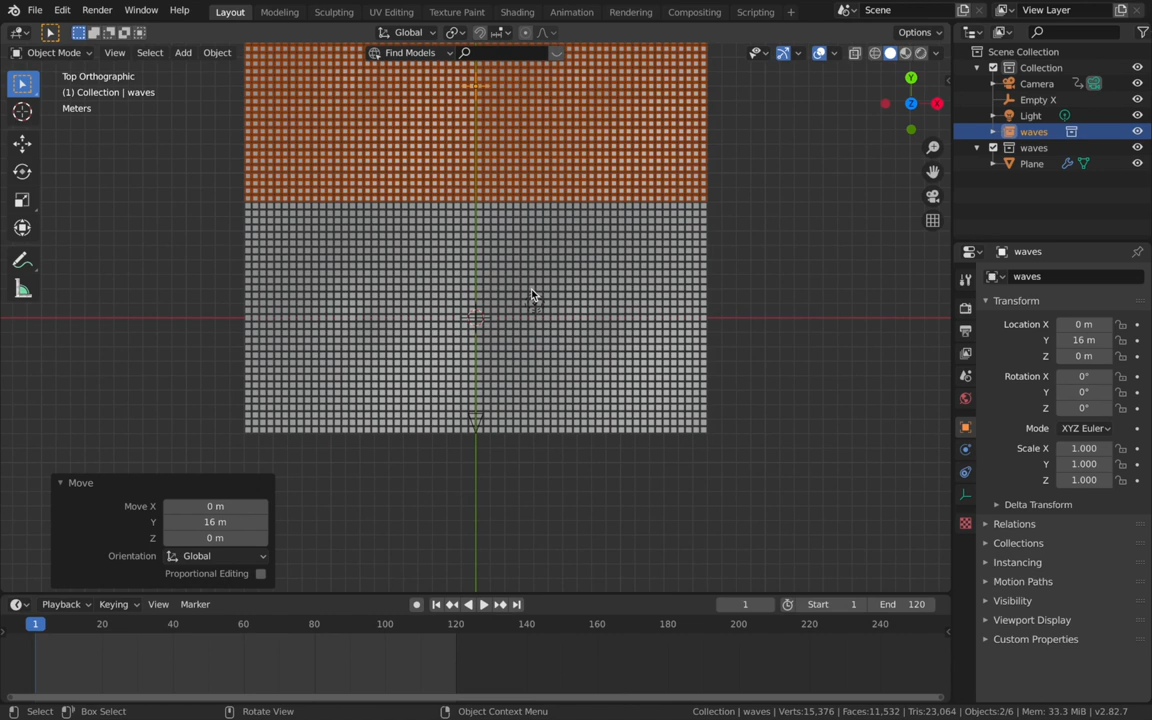 File Edit Render Window Help Layout Modeling Sculpting UV Editing Texture Paint Shading Animation Rendering Compositing Scripting + Scene View Layer
Global Options
Object Mode View Select Add Object Find Models
Top Orthographic
(1) Collection | waves
Meters
Y
Z
X
Scene Collection
Collection
Camera
Empty X
Light
waves
waves
Plane
waves
waves
Transform
Location X 0 m
Y 16 m
Z 0 m
Rotation X 0°
Y 0°
Z 0°
Mode XYZ Euler
Scale X 1.000
Y 1.000
Z 1.000
Delta Transform
Relations
Collections
Instancing
Motion Paths
Visibility
Viewport Display
Custom Properties
Move
Move X 0 m
Y 16 m
Z 0 m
Orientation Global
Proportional Editing
Playback Keying View Marker 1 Start 1 End 120
1 20 40 60 80 100 120 140 160 180 200 220 240
Select Box Select Rotate View Object Context Menu Collection | waves | Verts:15,376 | Faces:11,532 | Tris:23,064 | Objects:2/6 | Mem: 33.3 MiB | v2.82.7